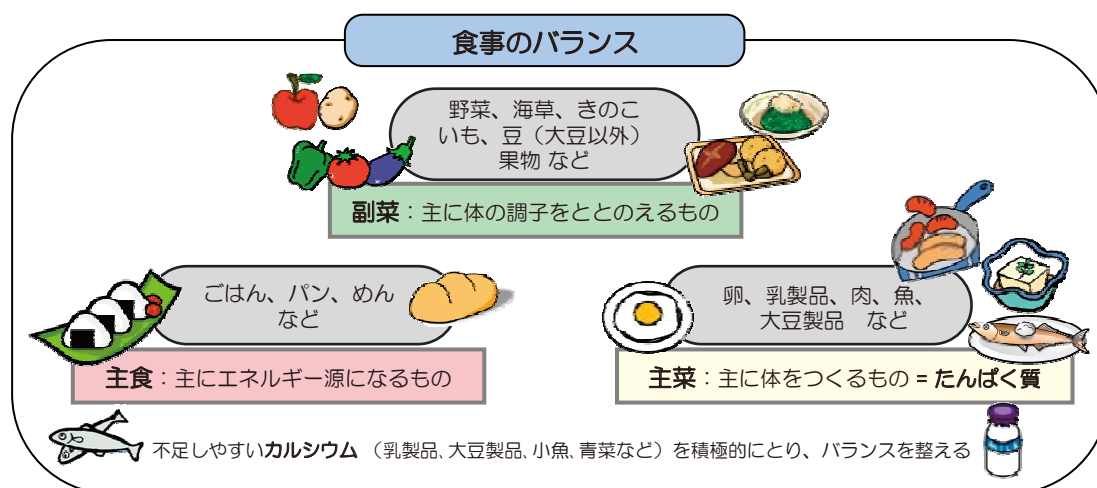 食事のバランス
野菜、海草、きのこ
いも、豆（大豆以外）
果物 など
副菜：主に体の調子をととのえるもの
ごはん、パン、めん
など
主食：主にエネルギー源になるもの
卵、乳製品、肉、魚、
大豆製品　など
主菜：主に体をつくるもの = たんぱく質
不足しやすいカルシウム （乳製品、大豆製品、小魚、青菜など）を積極的にとり、バランスを整える